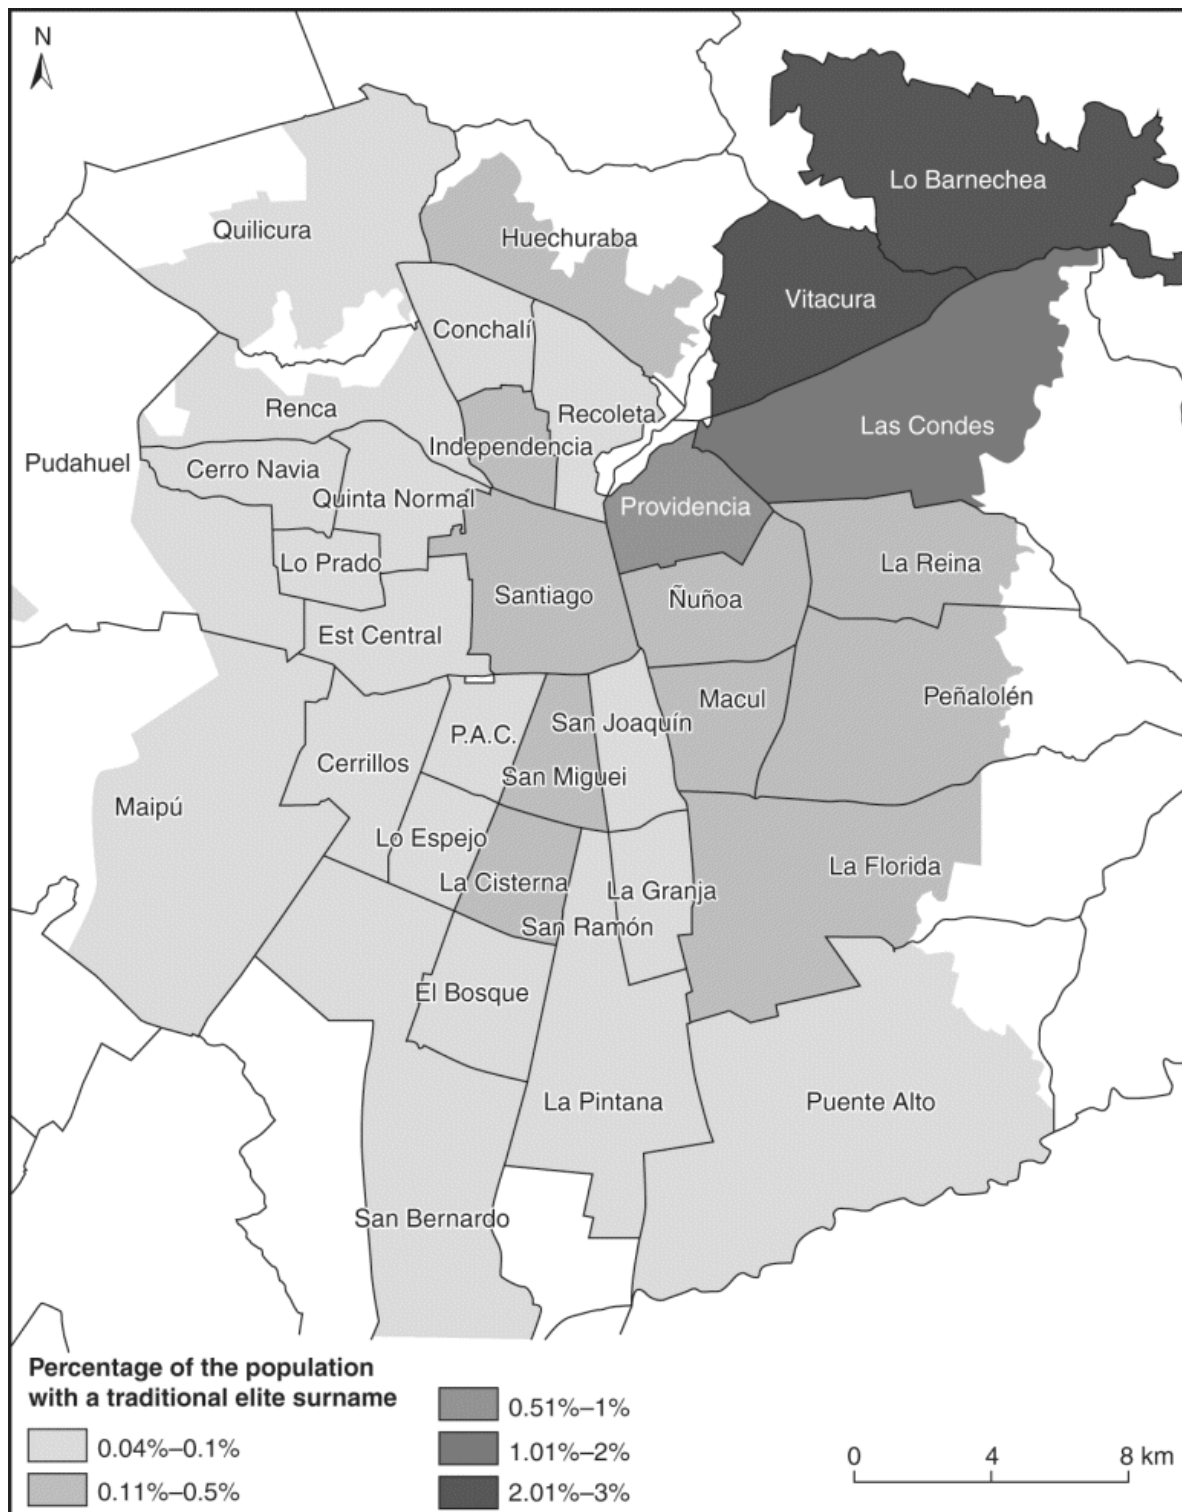 N
Lo Barnechea
Quilicura
Huechuraba
Vitacura
Conchalí
Renca
Recoleta
Las Condes
Independencia
Pudahuel
Cerro Navia
Quinta Normal
Providencia
Lo Prado
La Reina
Santiago
Ñuñoa
Est Central
Peñalolén
Macul
San Joaquín
P.A.C.
Cerrillos
San Miguei
Maipú
Lo Espejo
La Florida
La Cisterna
La Granja
San Ramón
El Bosque
La Pintana
Puente Alto
San Bernardo
Percentage of the population
with a traditional elite surname
0.04%–0.1%
0.11%–0.5%
0.51%–1%
1.01%–2%
2.01%–3%
0 4 8 km